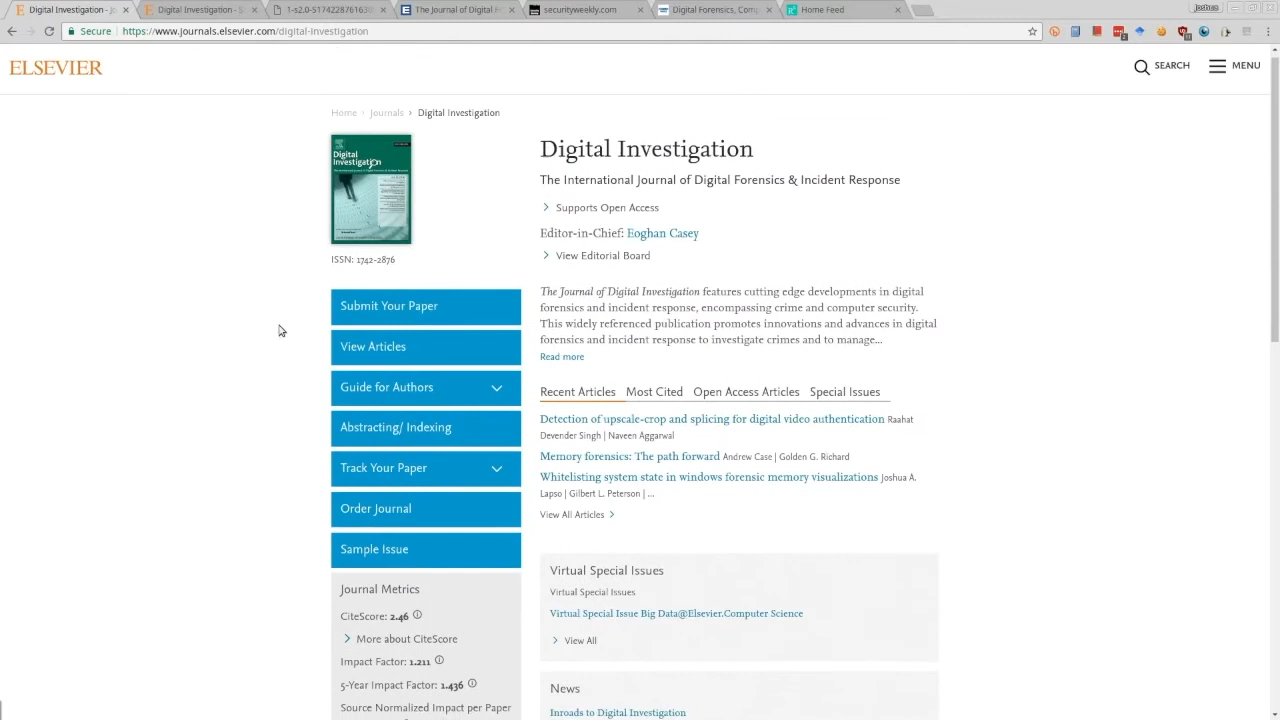 Digital Investigation - Jo
Digital Investigation - S
1-s2.0-S174228761630
The Journal of Digital F
securityweekly.com
Digital Forensics, Comp
Home Feed
Joshua
Secure
https://www.journals.elsevier.com/digital-investigation
ELSEVIER
SEARCH
MENU
Home › Journals › Digital Investigation
Digital
Investigation
ISSN: 1742-2876
Digital Investigation
The International Journal of Digital Forensics & Incident Response
Supports Open Access
Editor-in-Chief: Eoghan Casey
View Editorial Board
The Journal of Digital Investigation features cutting edge developments in digital
forensics and incident response, encompassing crime and computer security.
This widely referenced publication promotes innovations and advances in digital
forensics and incident response to investigate crimes and to manage...
Read more
Submit Your Paper
View Articles
Guide for Authors
Abstracting/ Indexing
Track Your Paper
Order Journal
Sample Issue
Journal Metrics
CiteScore: 2.46
More about CiteScore
Impact Factor: 1.211
5-Year Impact Factor: 1.436
Source Normalized Impact per Paper
Recent Articles Most Cited Open Access Articles Special Issues
Detection of upscale-crop and splicing for digital video authentication Raahat
Devender Singh | Naveen Aggarwal
Memory forensics: The path forward Andrew Case | Golden G. Richard
Whitelisting system state in windows forensic memory visualizations Joshua A.
Lapso | Gilbert L. Peterson | ...
View All Articles
Virtual Special Issues
Virtual Special Issues
Virtual Special Issue Big Data@Elsevier.Computer Science
View All
News
Inroads to Digital Investigation